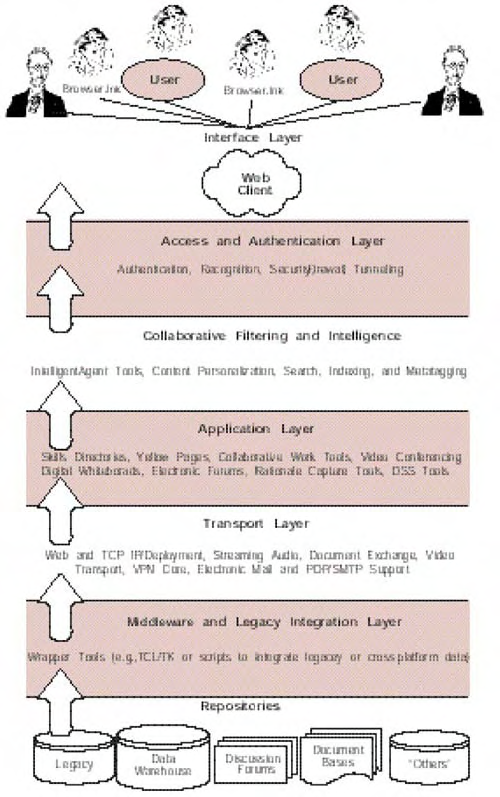 User
User
Browser.Ink
Browser.Ink
Interface Layer
Web
Client
Access and Authentication Layer
Authentication, Recognition, Security/Firewall, Tunneling
Collaborative Filtering and Intelligence
Intelligent Agent Tools, Content Personalization, Search, Indexing, and Metatagging
Application Layer
Skills Directories, Yellow Pages, Collaborative Work Tools, Video Conferencing
Digital Whiteborads, Electronic Forums, Rationale Capture Tools, DSS Tools
Transport Layer
Web and TCP IP/Deployment, Streaming Audio, Document Exchange, Video
Transport, VPN Core, Electronic Mail and POP/SMTP Support
Middleware and Legacy Integration Layer
Wrapper Tools (e.g.,TCL/TK or scripts to integrate legacy or cross platform data)
Repositories
Legacy
Data
Warehouse
Discussion
Forums
Document
Bases
"Others"